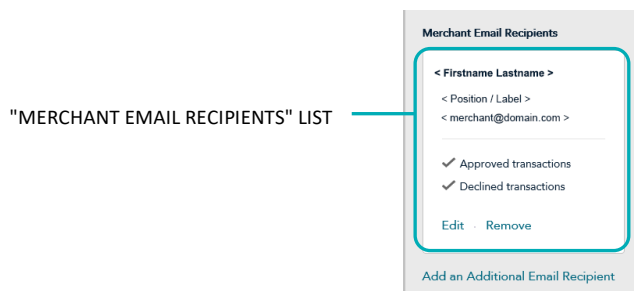 Merchant Email Recipients
< Firstname Lastname >
< Position / Label >
< merchant@domain.com >
"MERCHANT EMAIL RECIPIENTS" LIST
Approved transactions
Declined transactions
Edit · Remove
Add an Additional Email Recipient